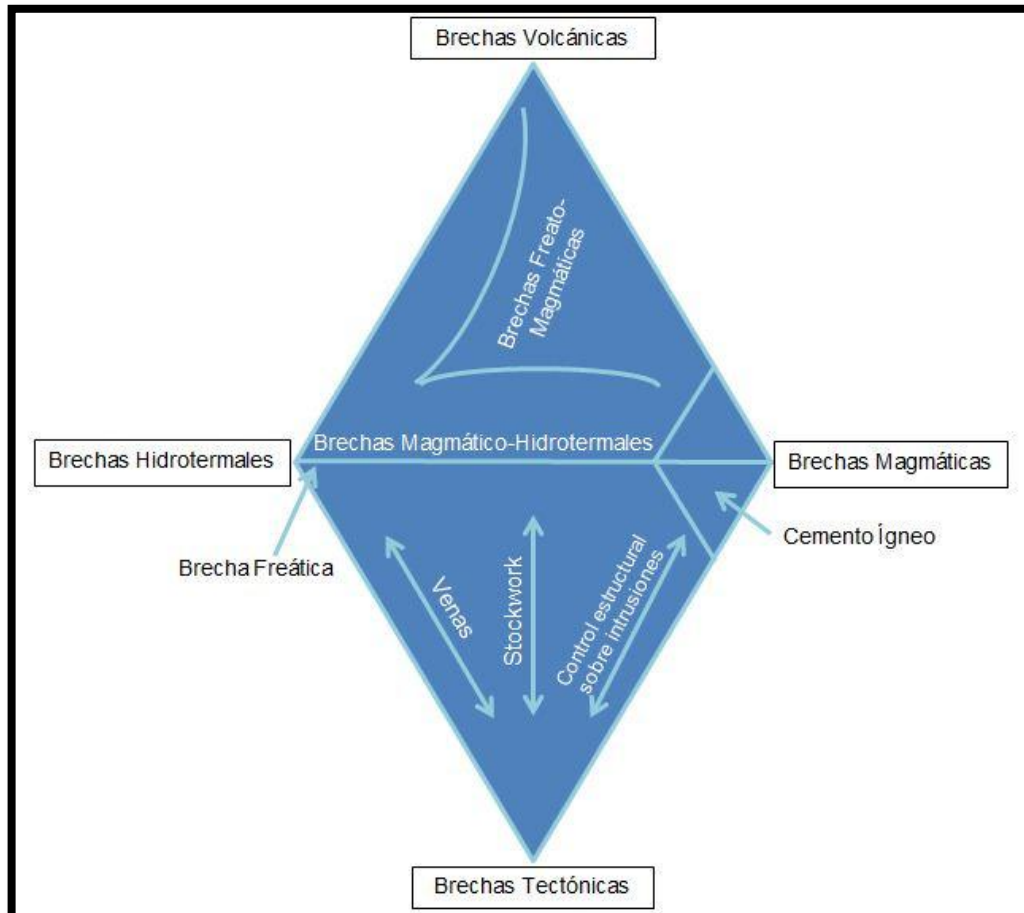 Brechas Volcánicas
Brechas Freato-
Magmáticas
Brechas Magmático-Hidrotermales
Brechas Hidrotermales
Brechas Magmáticas
Cemento Ígneo
Brecha Freática
Venas
Stockwork
Control estructural
sobre intrusiones
Brechas Tectónicas